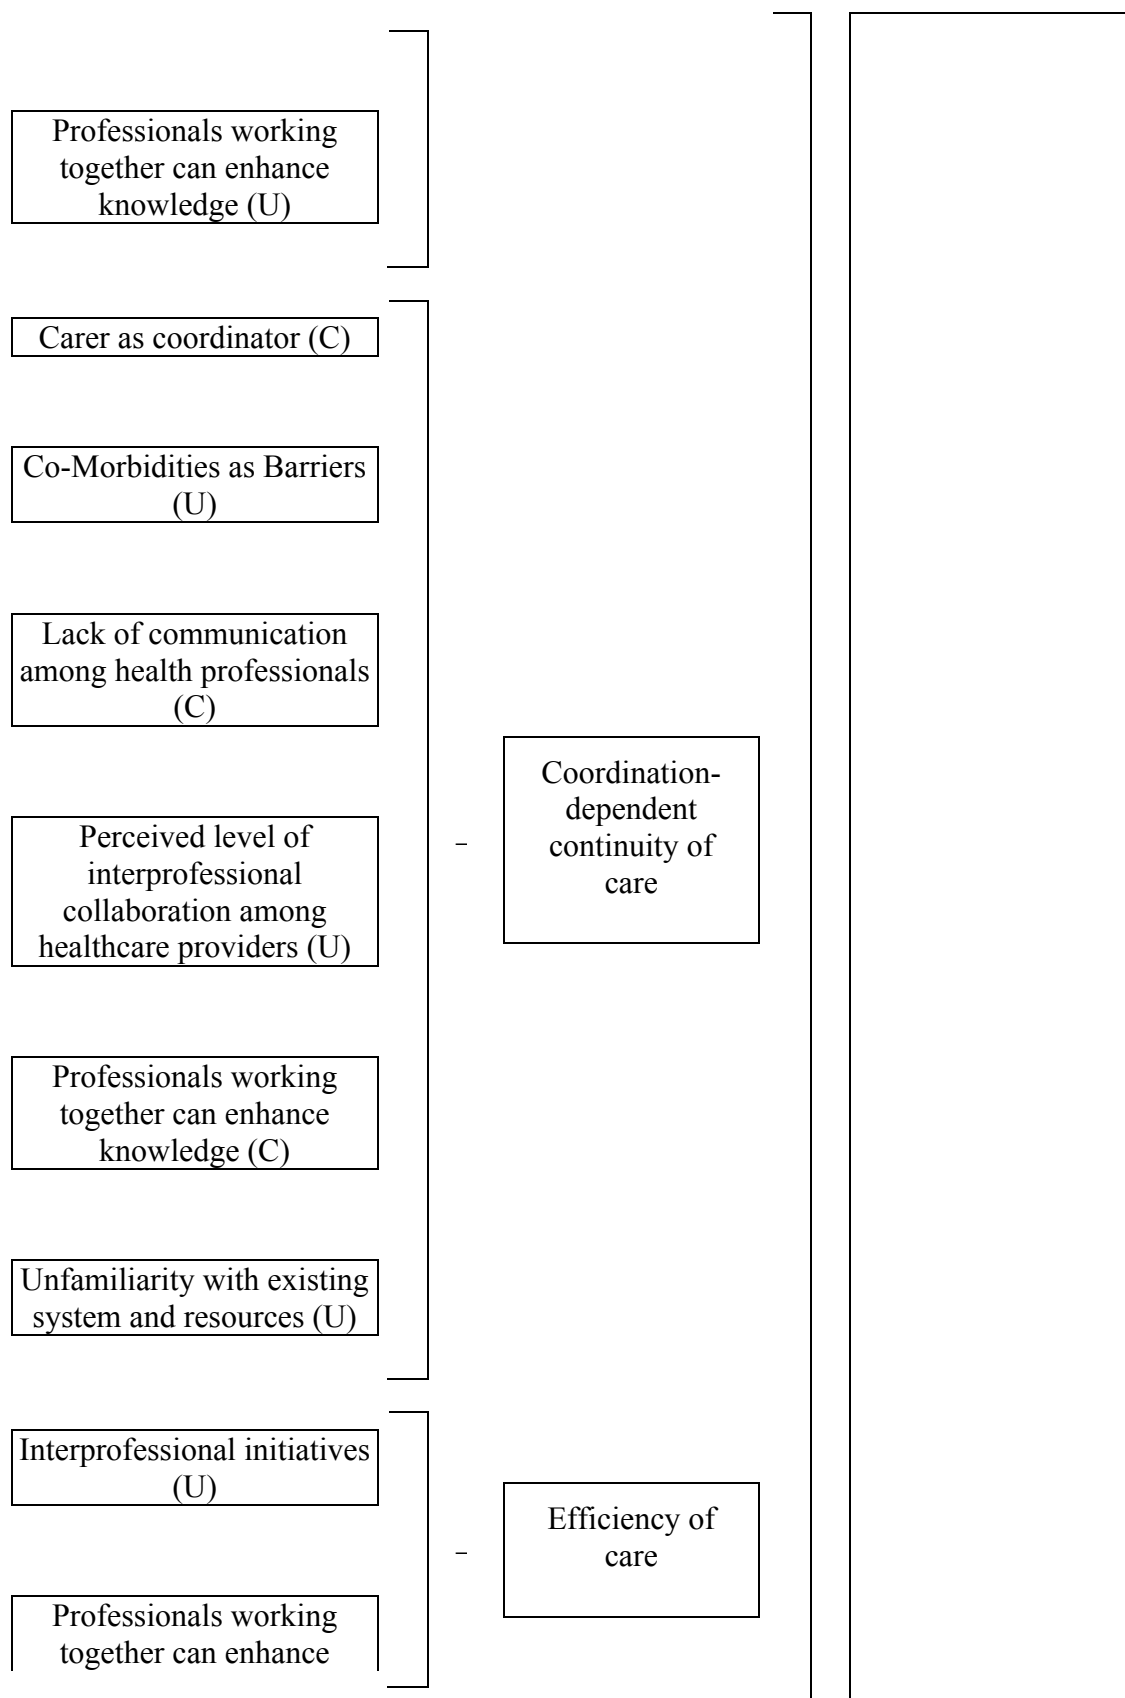 Professionals working
together can enhance
knowledge (U)
Carer as coordinator (C)
Co-Morbidities as Barriers
(U)
Lack of communication
among health professionals
(C)
Perceived level of
interprofessional
collaboration among
healthcare providers (U)
Professionals working
together can enhance
knowledge (C)
Unfamiliarity with existing
system and resources (U)
Coordination-
dependent
continuity of
care
Interprofessional initiatives
(U)
Professionals working
together can enhance
Efficiency of
care